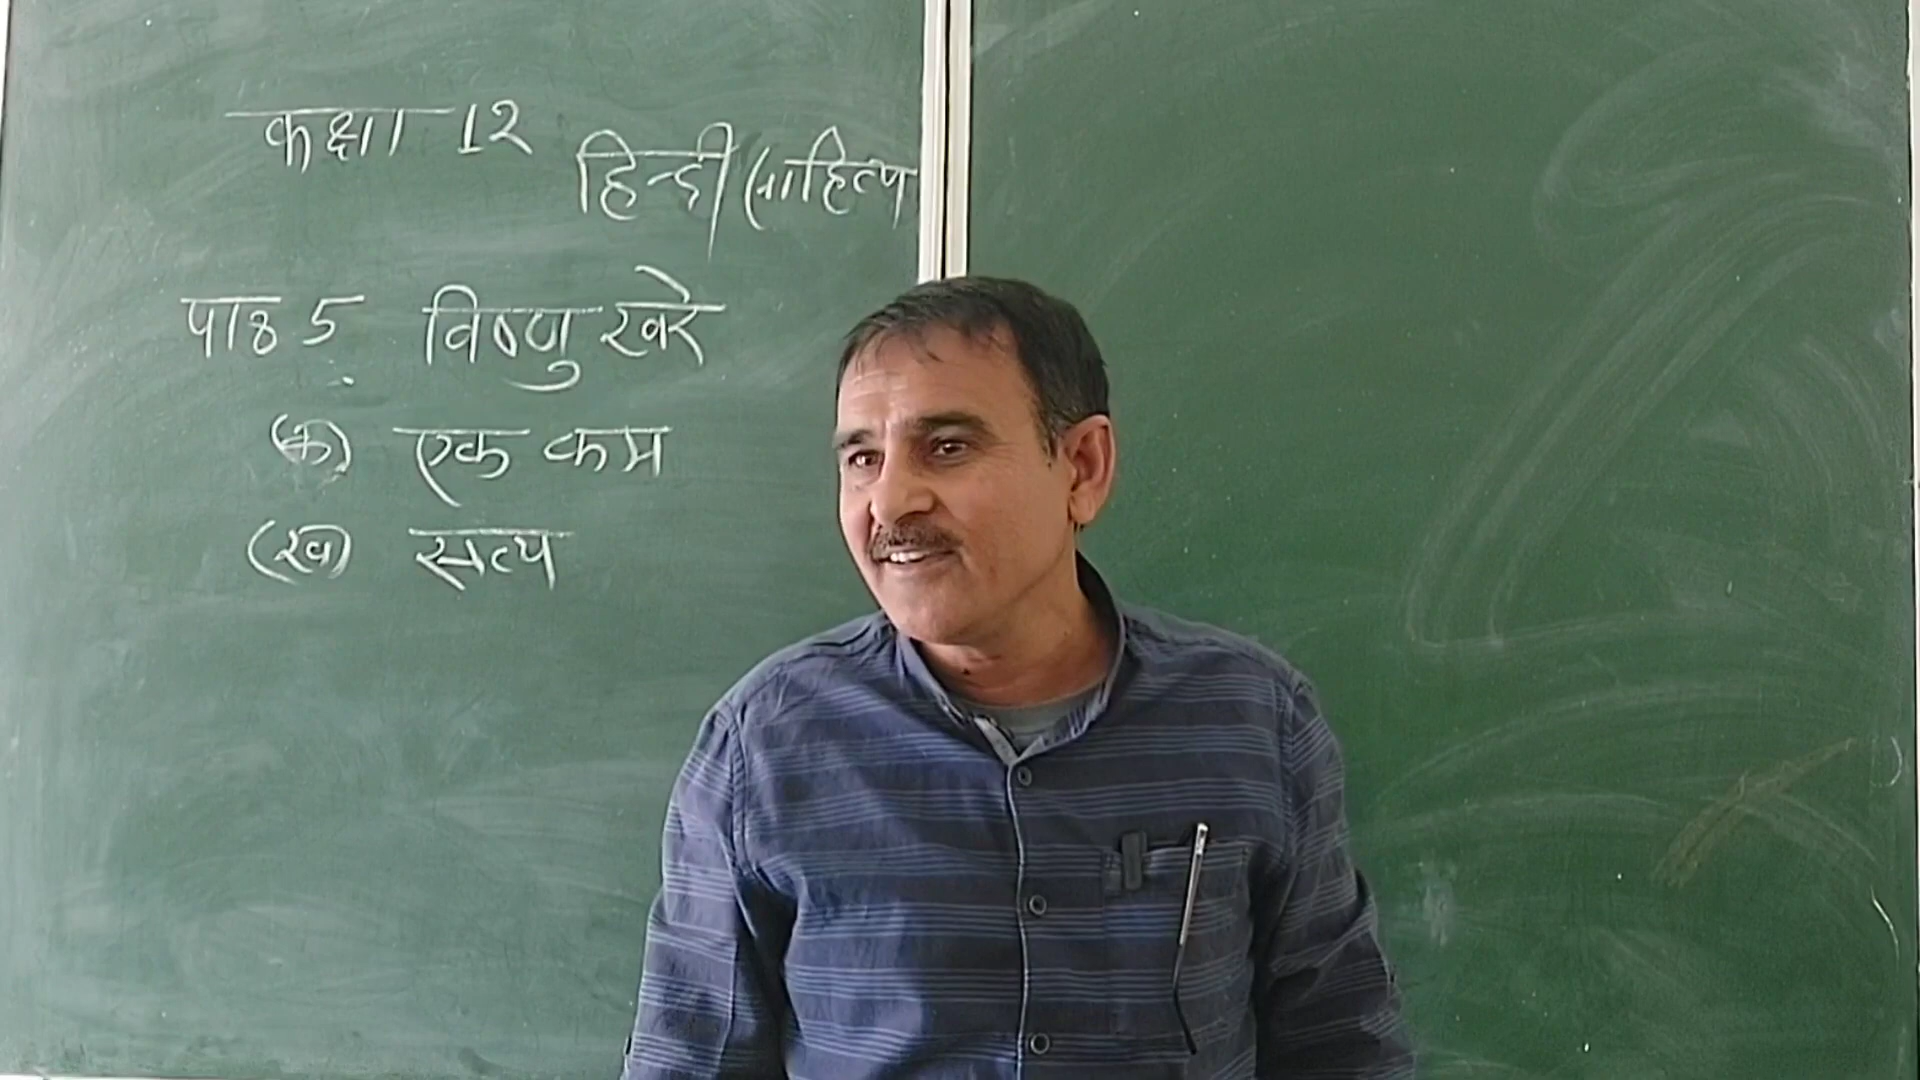 कक्षा 12
हिन्दी साहित्य
पाठ 5 विष्णु खरे
(क) एक कम
(ख) सत्य